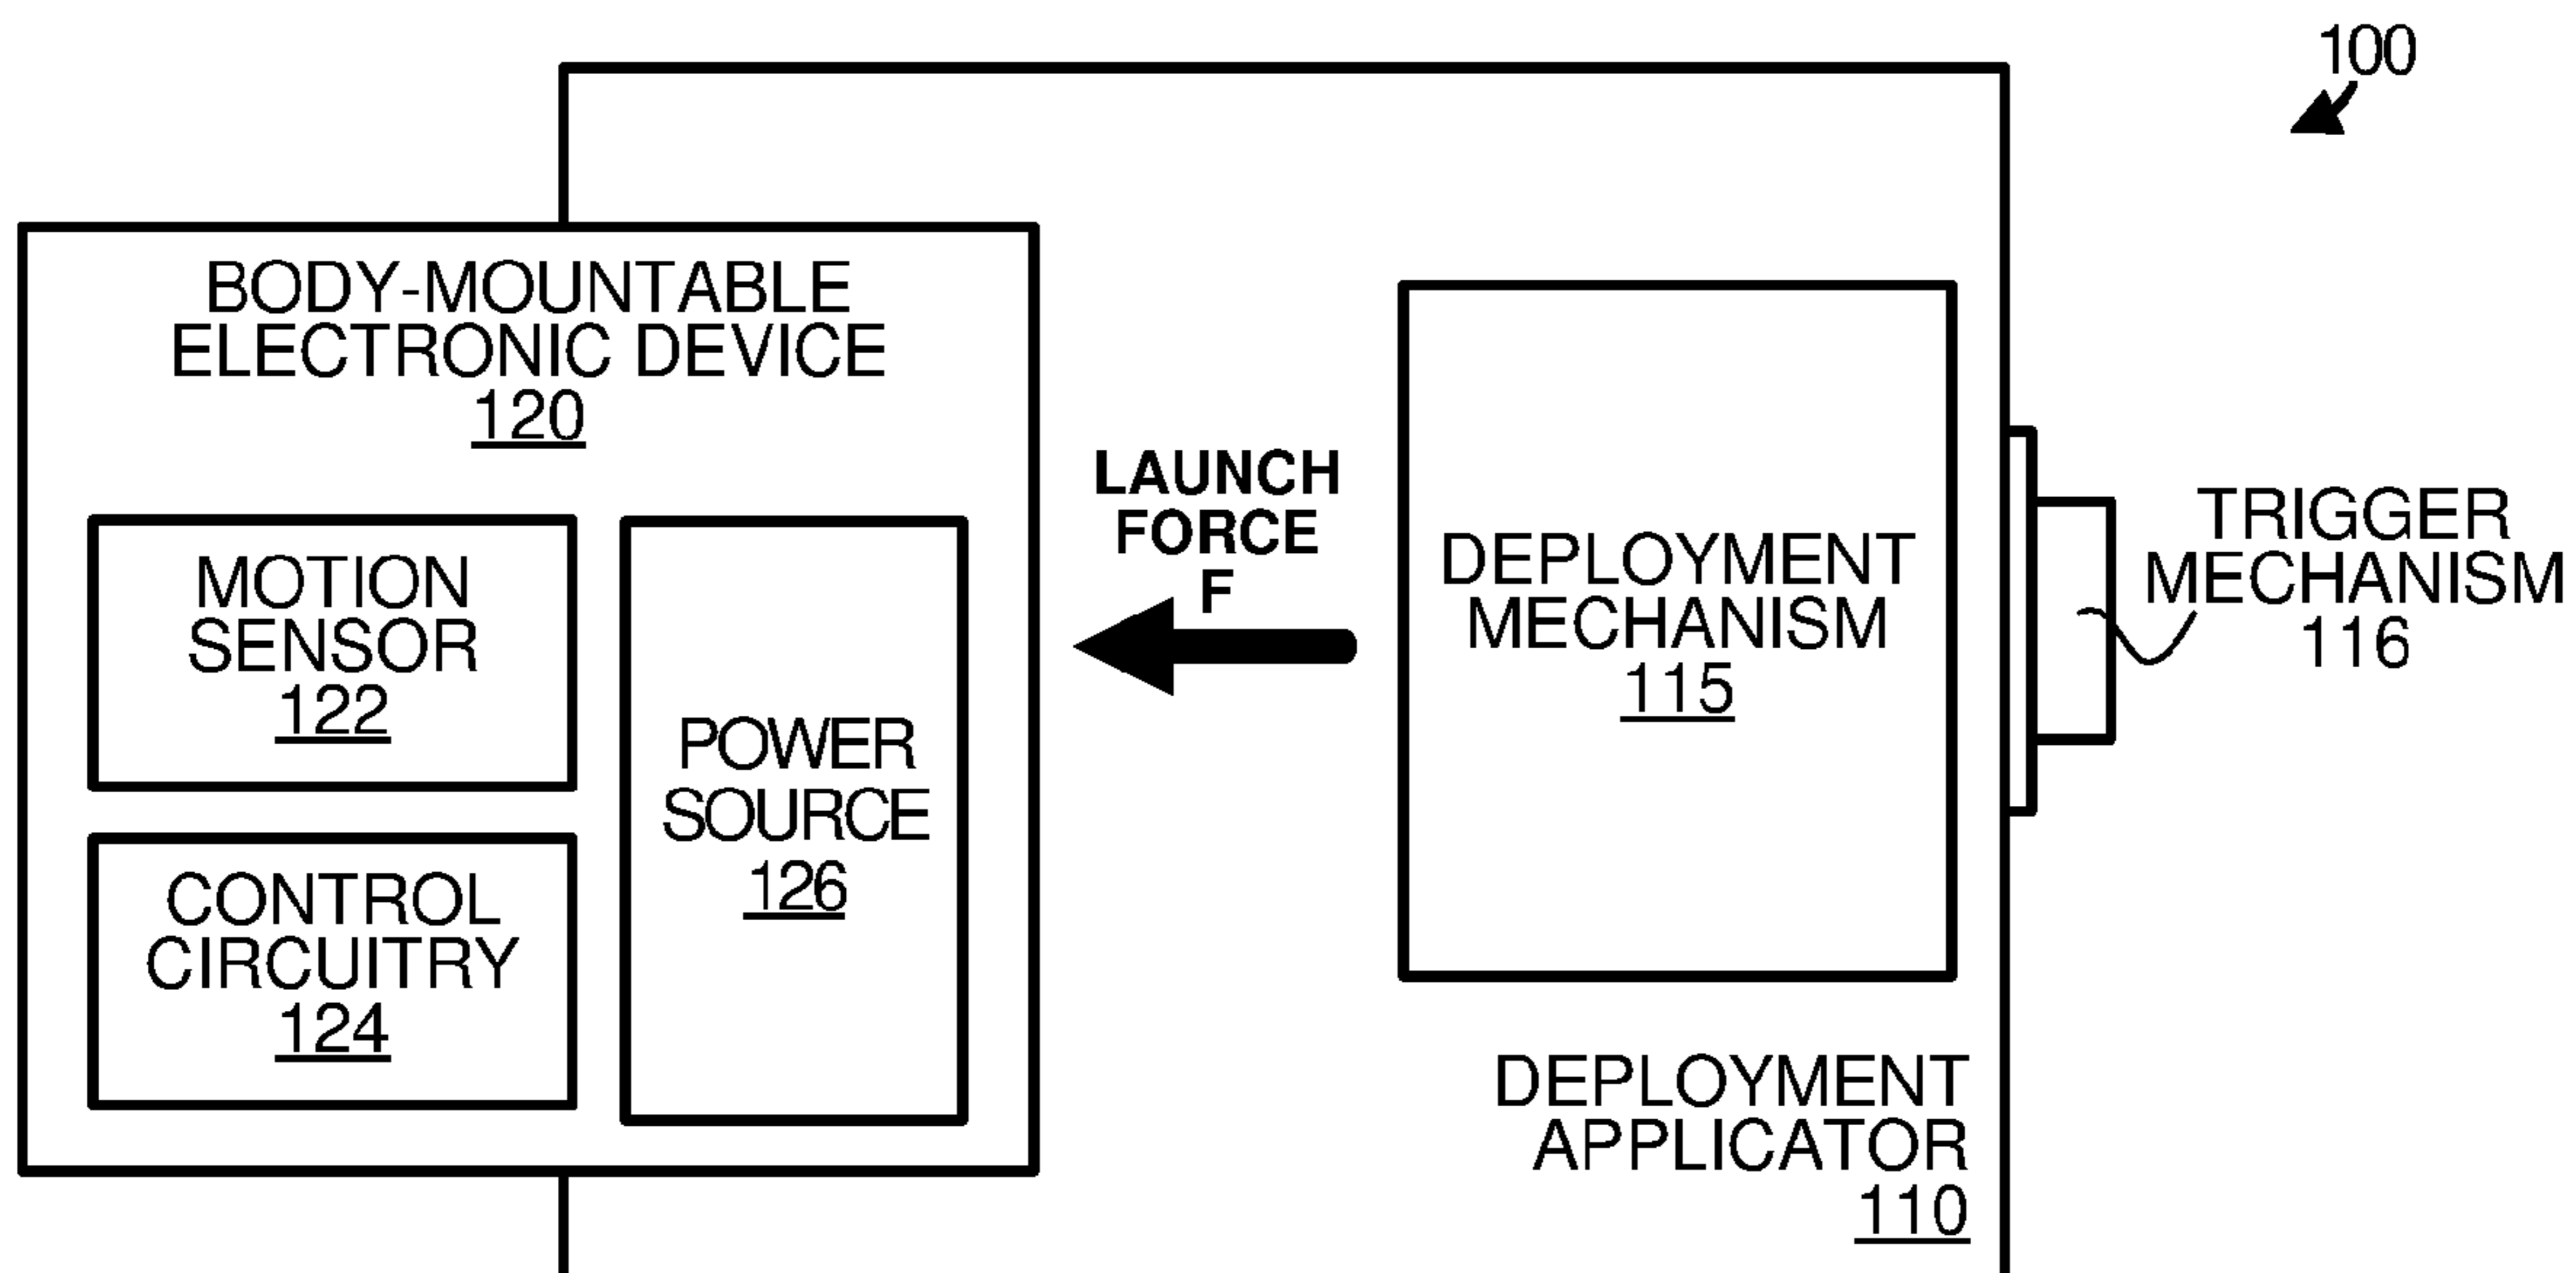 100
BODY-MOUNTABLE
ELECTRONIC DEVICE
120
MOTION
SENSOR
122
CONTROL
CIRCUITRY
124
POWER
SOURCE
126
LAUNCH
FORCE
F
DEPLOYMENT
MECHANISM
115
TRIGGER
MECHANISM
116
DEPLOYMENT
APPLICATOR
110